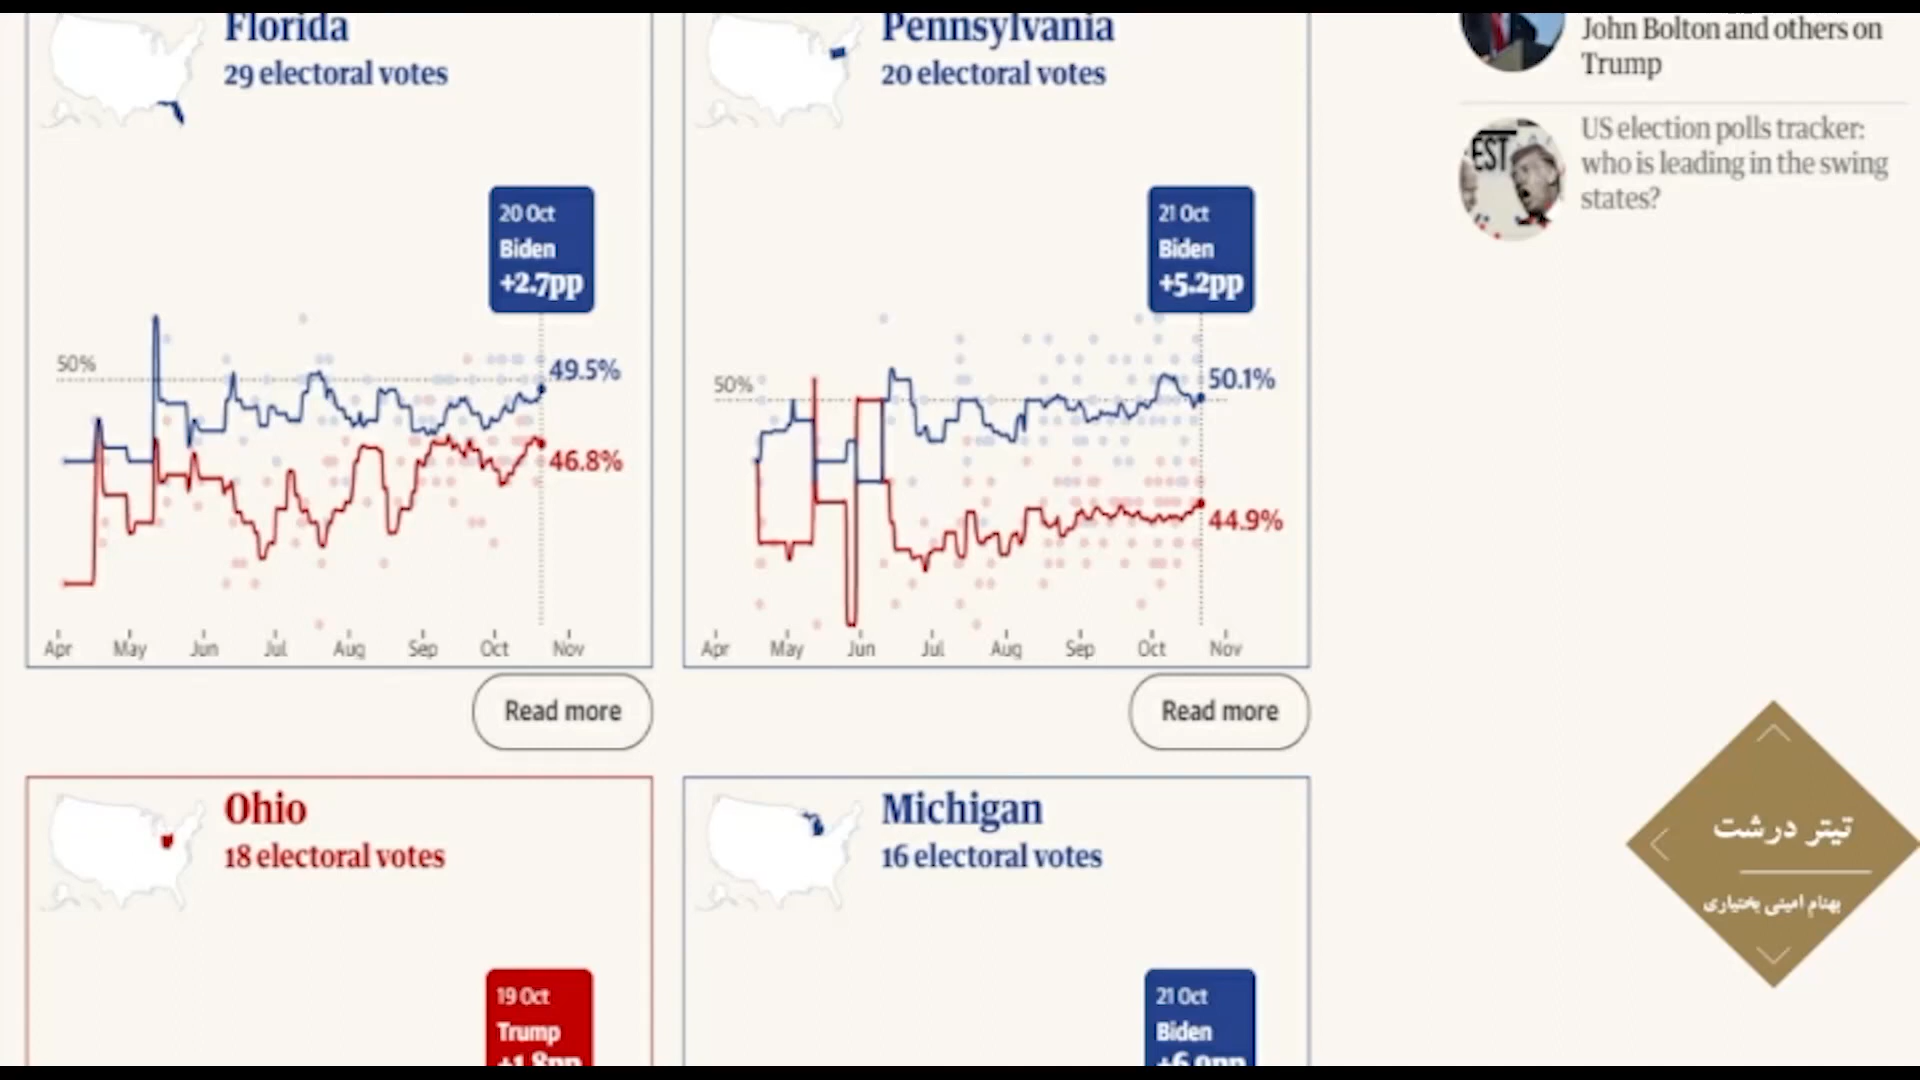 Florida
29 electoral votes
20 Oct
Biden
+2.7pp
50%
49.5%
46.8%
Apr May Jun Jul Aug Sep Oct Nov
Read more
Pennsylvania
20 electoral votes
21 Oct
Biden
+5.2pp
50%
50.1%
44.9%
Apr May Jun Jul Aug Sep Oct Nov
Read more
Ohio
18 electoral votes
19 Oct
Trump
+1.8pp
Michigan
16 electoral votes
21 Oct
Biden
John Bolton and others on
Trump
EST
US election polls tracker:
who is leading in the swing
states?
تیتر درشت
بهنام امینی بختیاری